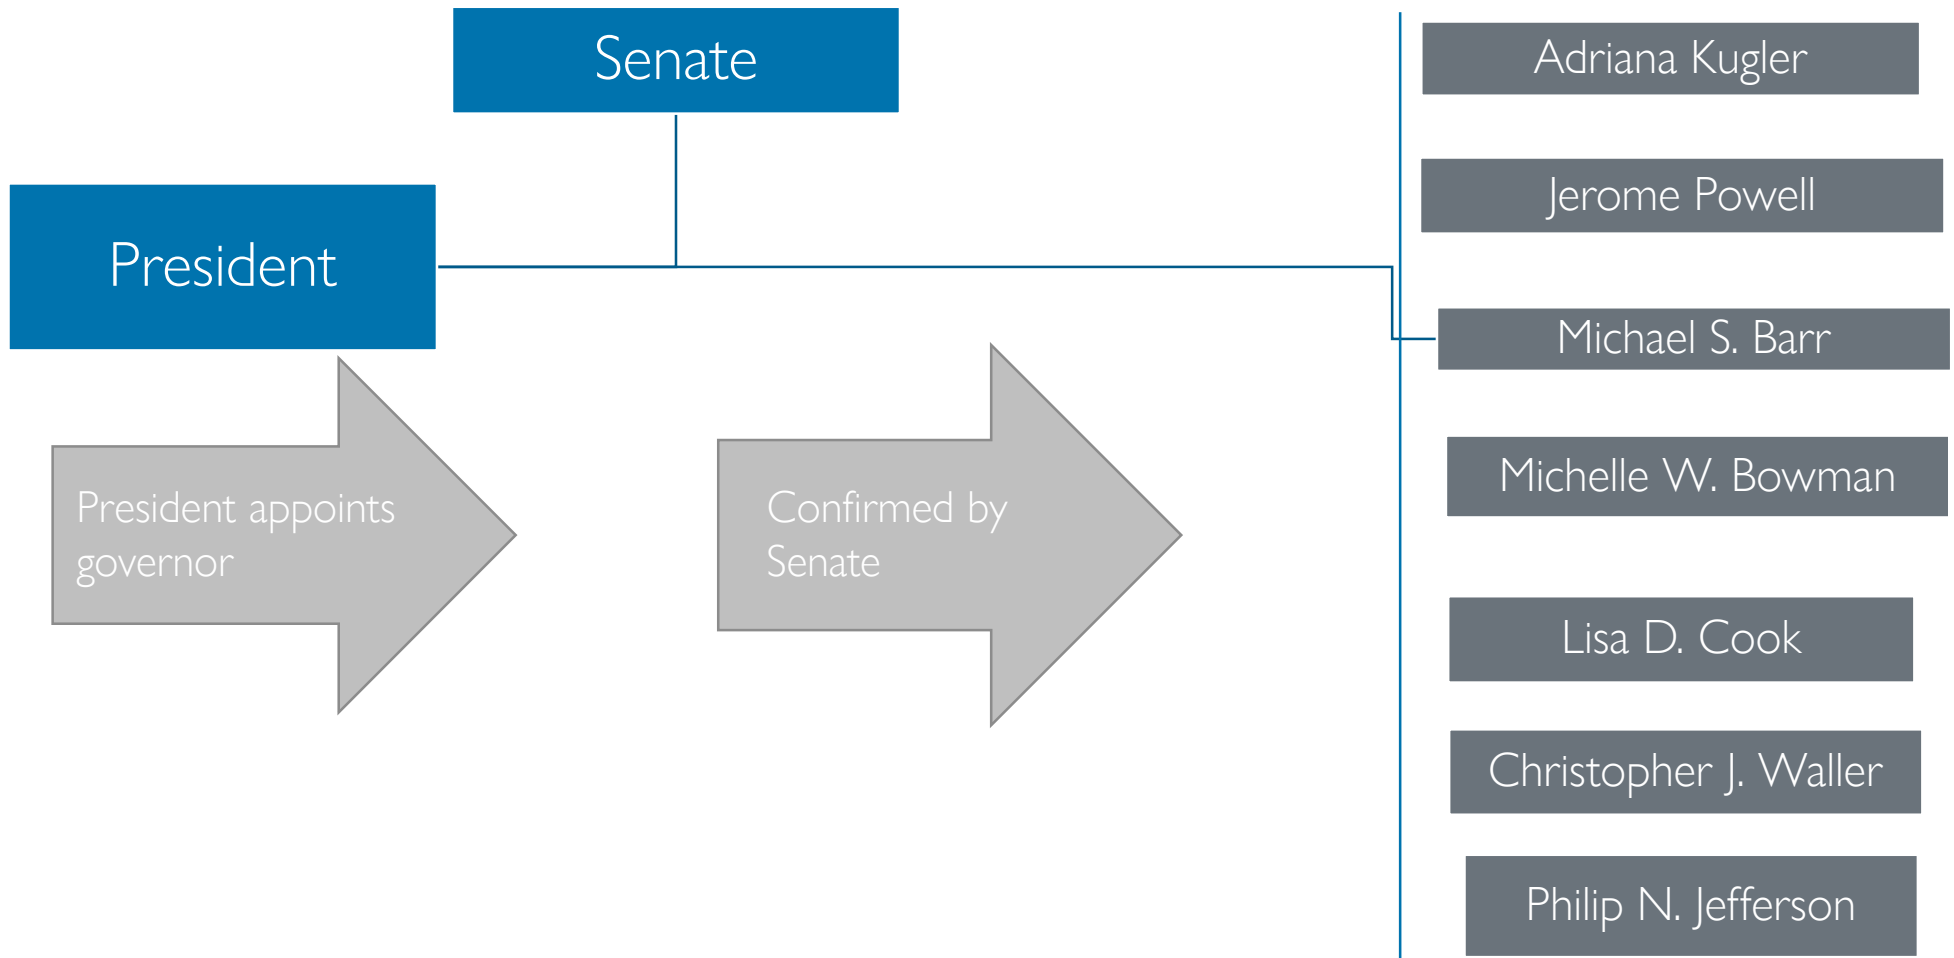 Senate
President
President appoints
governor
Confirmed by
Senate
Adriana Kugler
Jerome Powell
Michael S. Barr
Michelle W. Bowman
Lisa D. Cook
Christopher J. Waller
Philip N. Jefferson